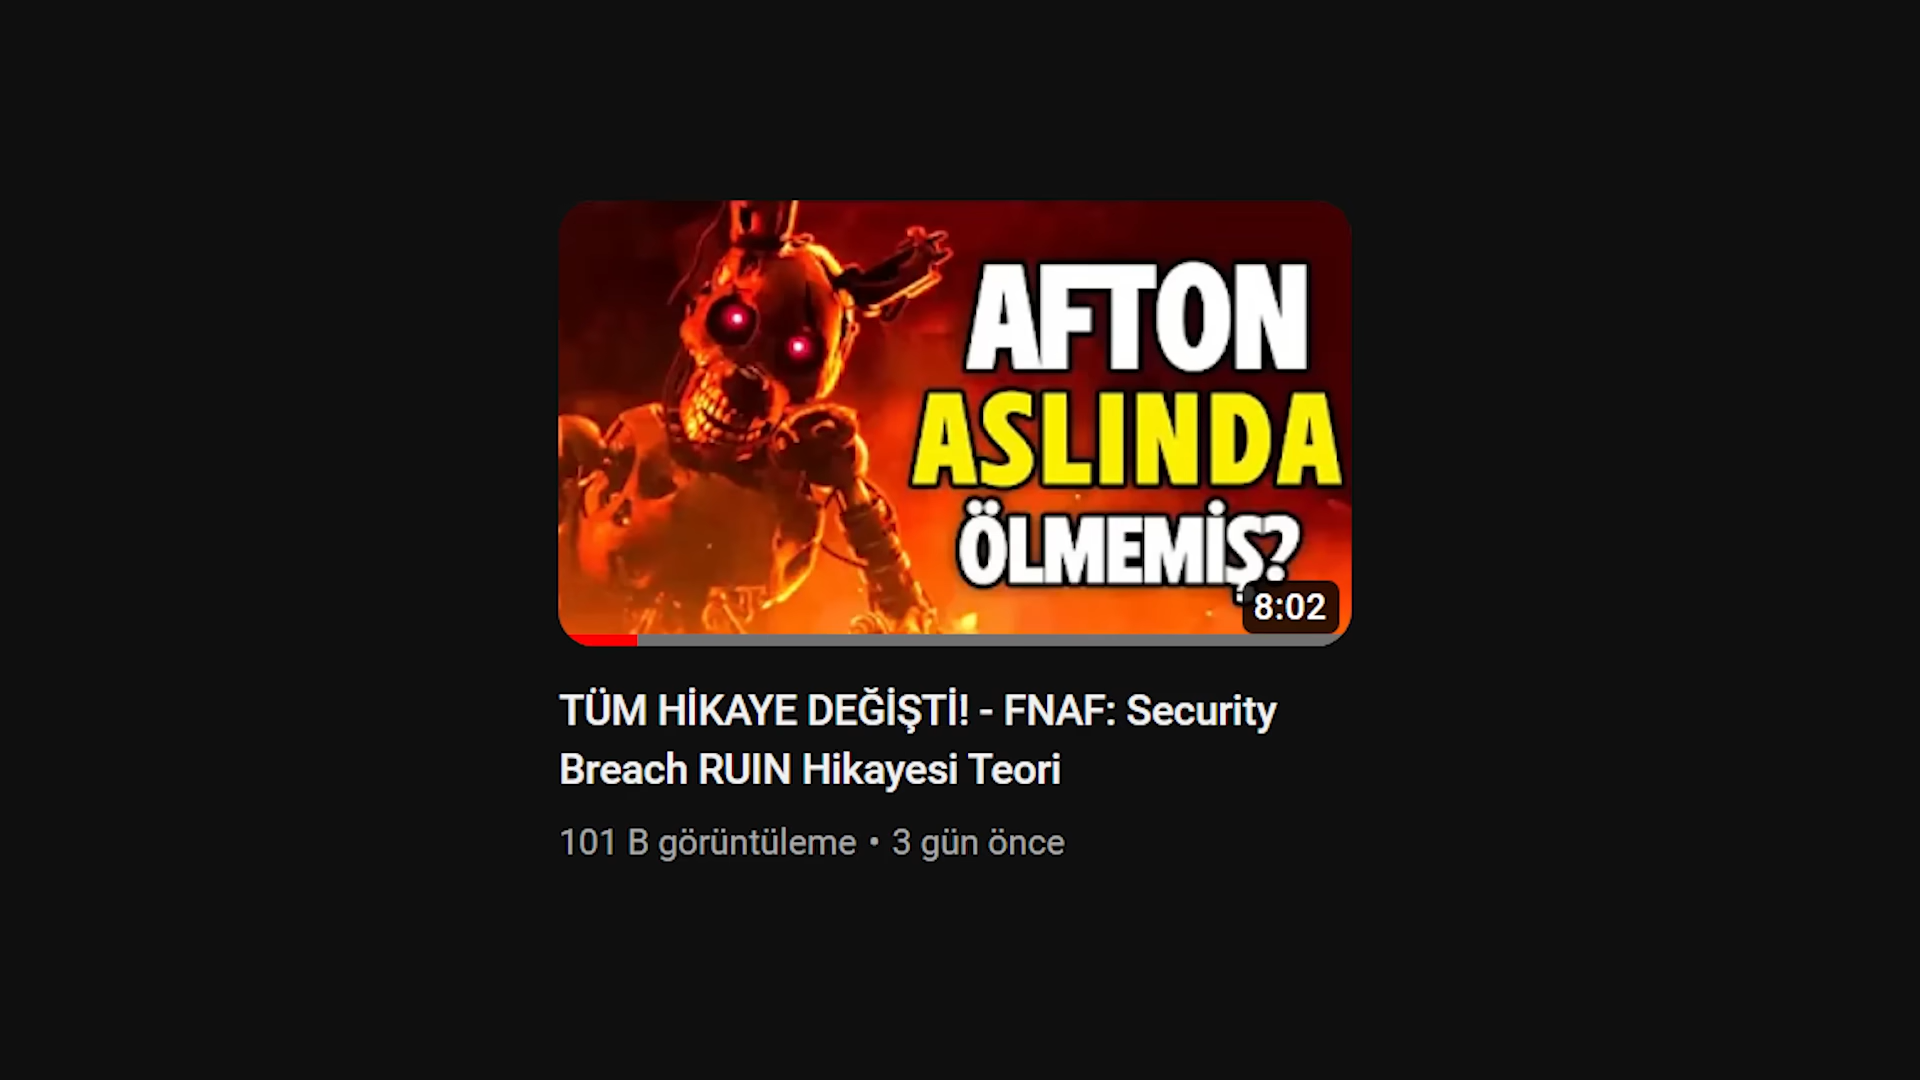 AFTON
ASLINDA
ÖLMEMİŞ?
8:02
TÜM HİKAYE DEĞİŞTİ! - FNAF: Security
Breach RUIN Hikayesi Teori
101 B görüntüleme • 3 gün önce